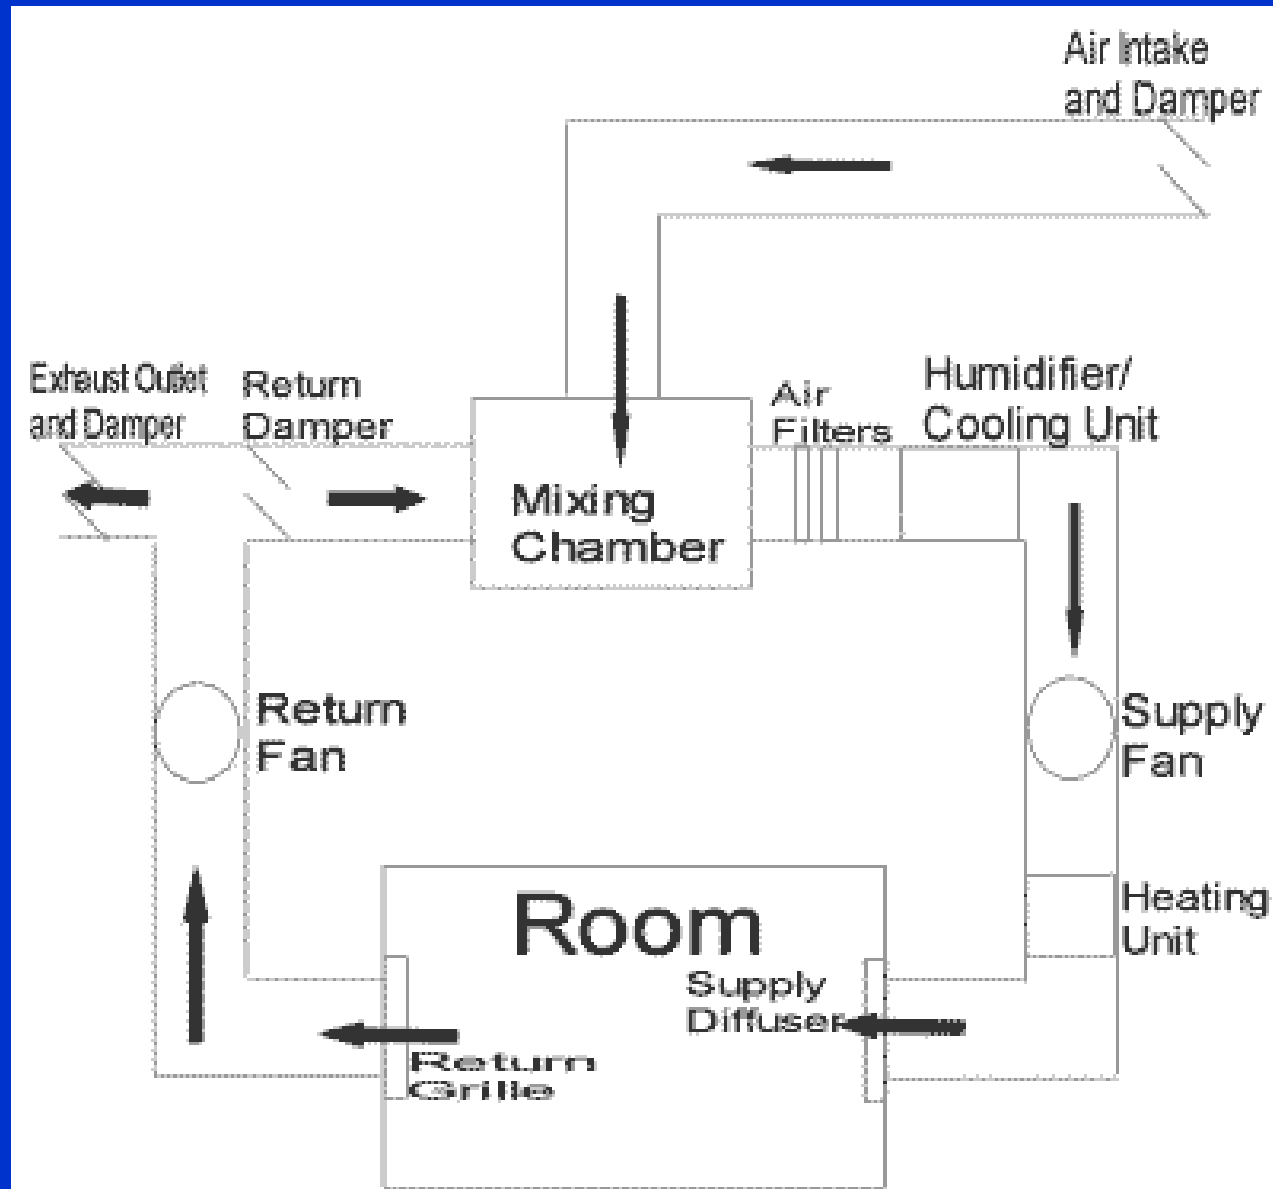 Air Intake
and Damper
Exhaust Outlet
and Damper
Return
Damper
Air
Filters
Humidifier/
Cooling Unit
Mixing
Chamber
Return
Fan
Supply
Fan
Heating
Unit
Room
Supply
Diffuser
Return
Grille